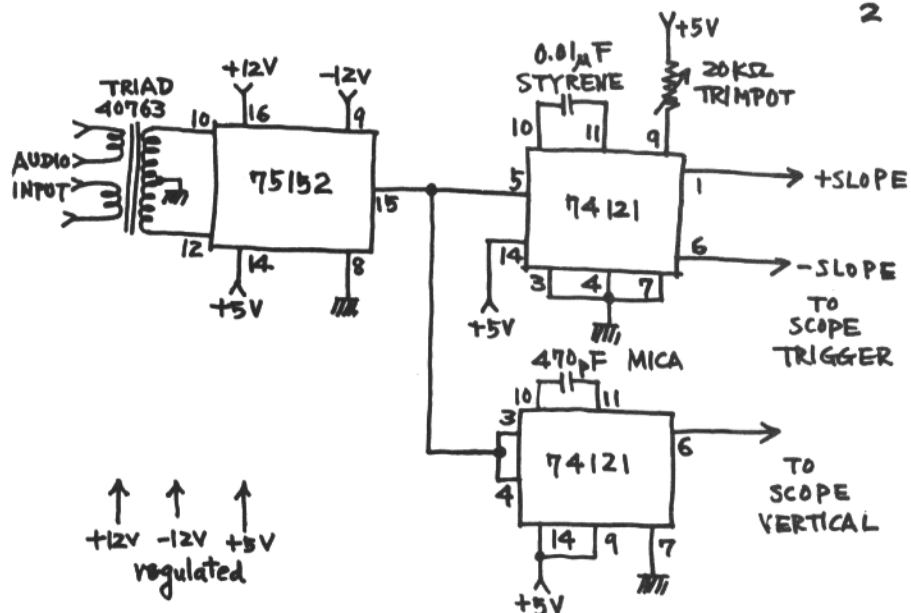 2
+5V
0.01μF
STYRENE
20KΩ
TRIMPOT
+12V
-12V
TRIAD
40763
10
16
9
10
11
9
AUDIO
INPUT
75152
15
5
74121
1
+SLOPE
12
14
8
14
3
4
7
6
-SLOPE
+5V
+5V
TO
SCOPE
TRIGGER
470pF MICA
10
11
3
74121
6
4
TO
SCOPE
VERTICAL
14
9
7
+12V -12V +5V
regulated
+5V